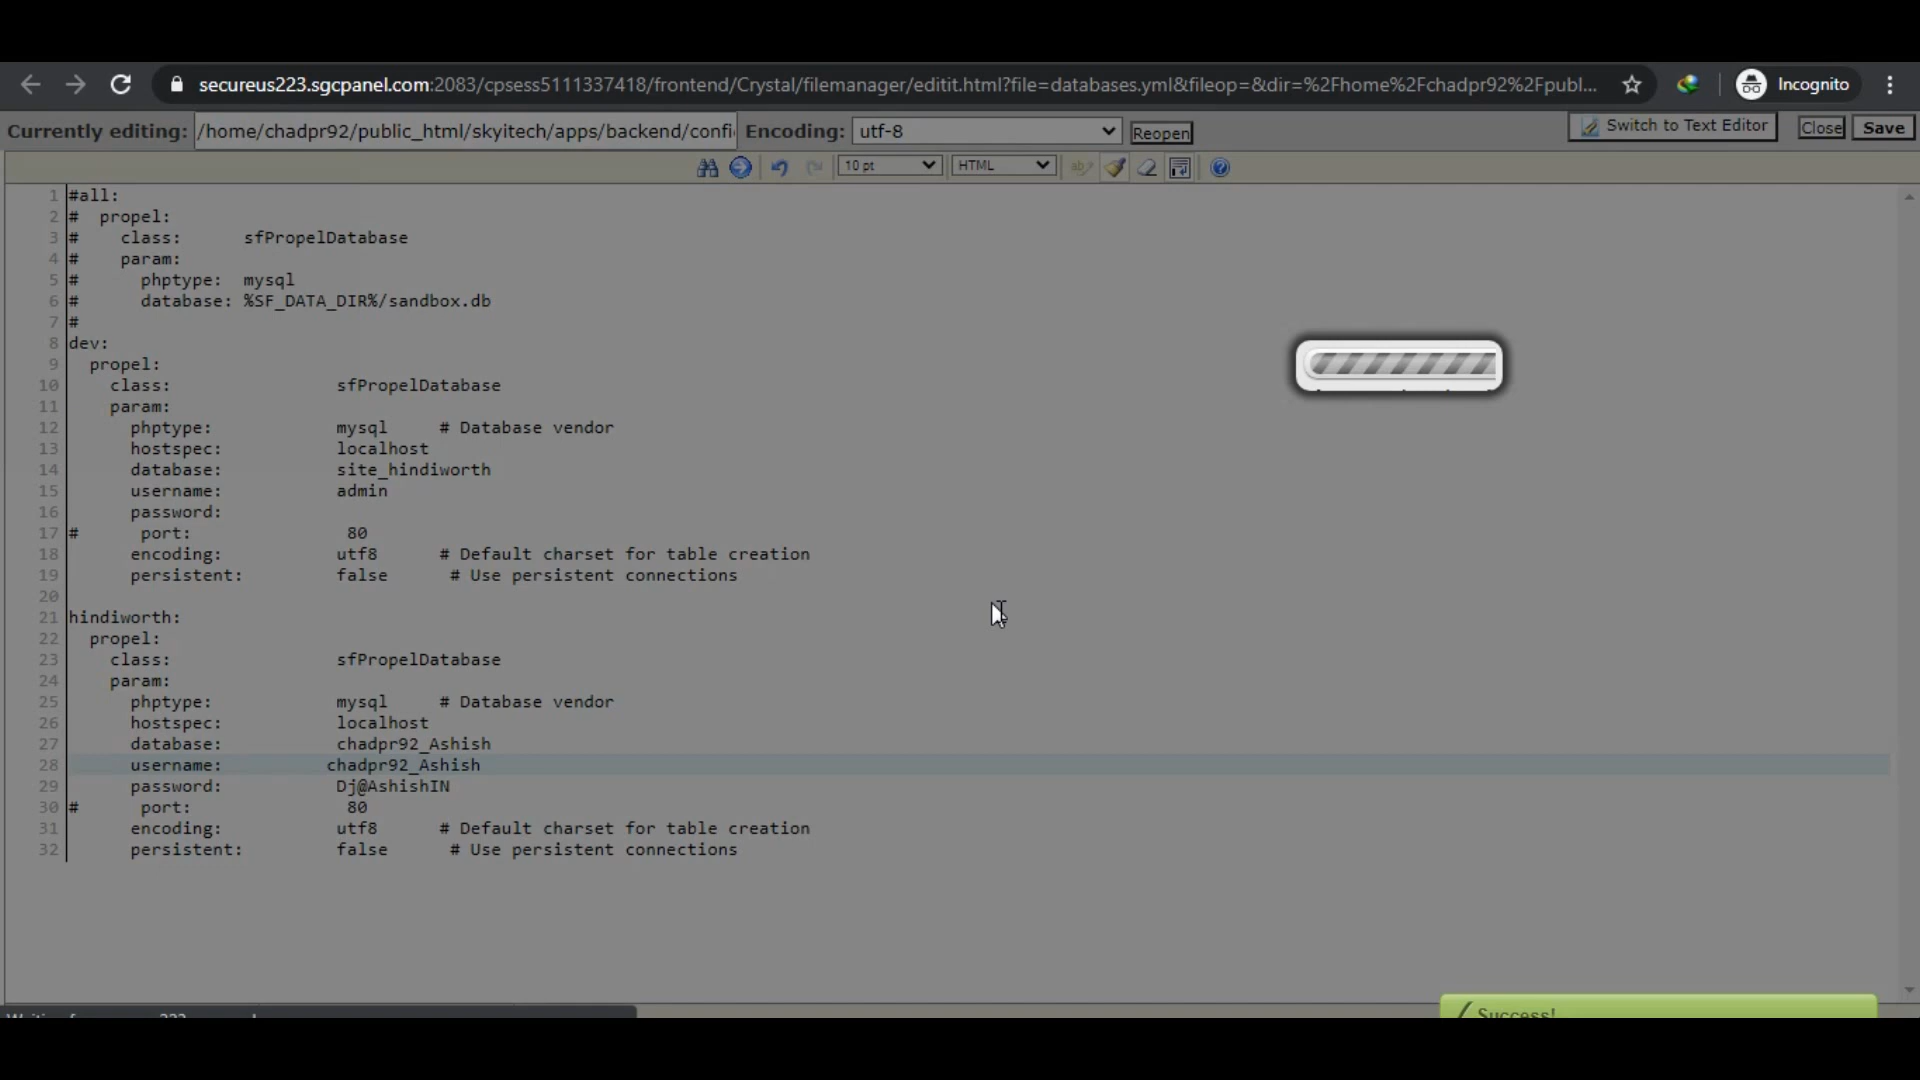 secureus223.sgcpanel.com:2083/cpsess5111337418/frontend/Crystal/filemanager/editit.html?file=databases.yml&fileop=&dir=%2Fhome%2Fchadpr92%2Fpubl... Incognito
Currently editing: /home/chadpr92/public_html/skyitech/apps/backend/confi Encoding: utf-8 Reopen Switch to Text Editor Close Save
10 pt HTML
1 #all:
2 #  propel:
3 #    class:      sfPropelDatabase
4 #    param:
5 #      phptype:  mysql
6 #      database: %SF_DATA_DIR%/sandbox.db
7 #
8 dev:
9   propel:
10     class:                sfPropelDatabase
11     param:
12       phptype:            mysql     # Database vendor
13       hostspec:           localhost
14       database:           site_hindiworth
15       username:           admin
16       password:
17 #      port:               80
18       encoding:           utf8      # Default charset for table creation
19       persistent:         false      # Use persistent connections
20
21 hindiworth:
22   propel:
23     class:                sfPropelDatabase
24     param:
25       phptype:            mysql     # Database vendor
26       hostspec:           localhost
27       database:           chadpr92_Ashish
28       username:          chadpr92_Ashish
29       password:           Dj@AshishIN
30 #      port:               80
31       encoding:           utf8      # Default charset for table creation
32       persistent:         false      # Use persistent connections
Success!